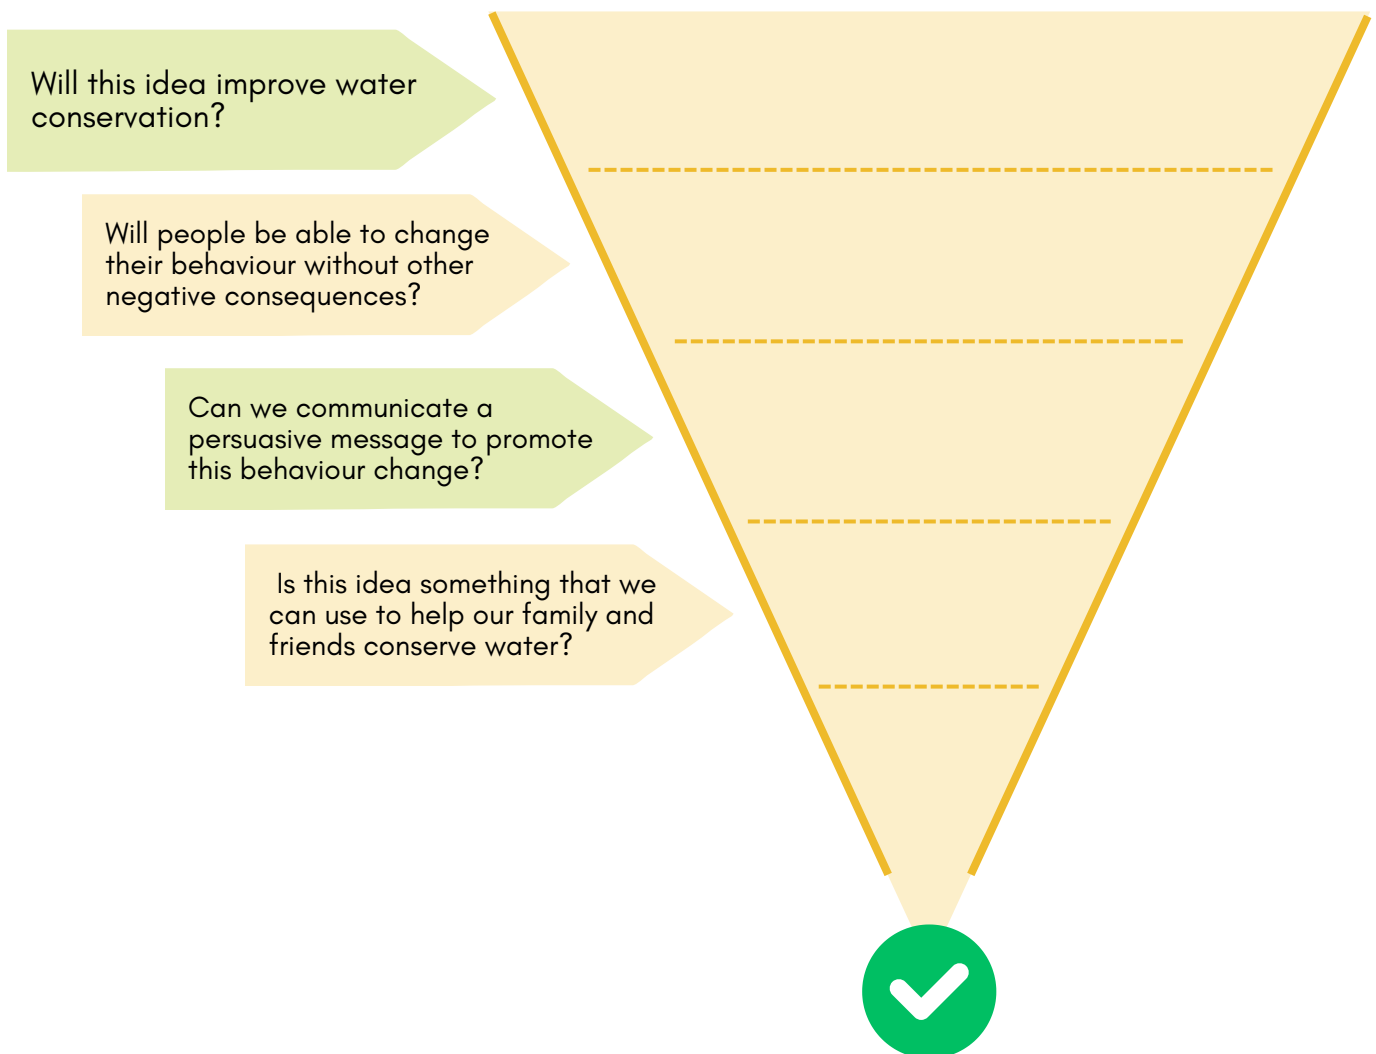 Will this idea improve water
conservation?
Will people be able to change
their behaviour without other
negative consequences?
Can we communicate a
persuasive message to promote
this behaviour change?
Is this idea something that we
can use to help our family and
friends conserve water?